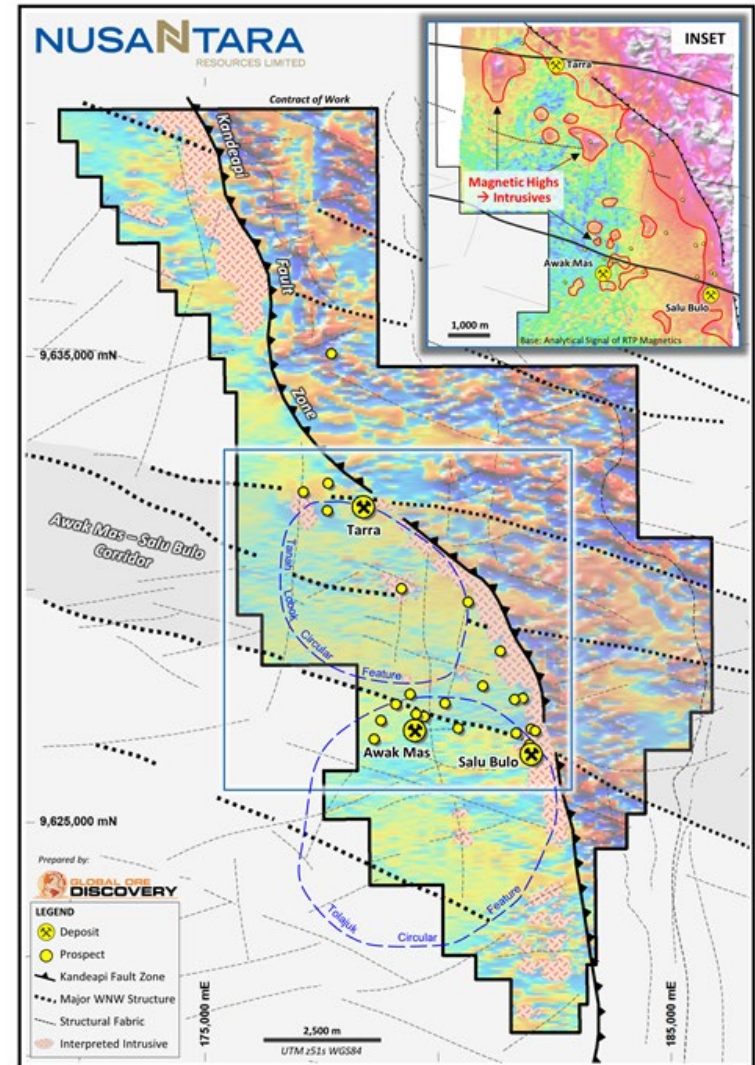 NUSANTARA
RESOURCES LIMITED
INSET
Tarra
Magnetic Highs
→ Intrusives
Awak Mas
Salu Bulo
1,000 m
Base: Analytical Signal of RTP Magnetics
Contract of Work
Kandeapi
Fault
Zone
9,635,000 mN
Awak Mas – Salu Bulo
Corridor
Tarra
Tanah
Lobok
Circular
Feature
Awak Mas
Salu Bulo
9,625,000 mN
Tolajuk
Circular
Feature
Prepared by:
GLOBAL ORE
DISCOVERY
LEGEND
Deposit
Prospect
Kandeapi Fault Zone
Major WNW Structure
Structural Fabric
Interpreted Intrusive
175,000 mE
2,500 m
UTM z51s WGS84
185,000 mE